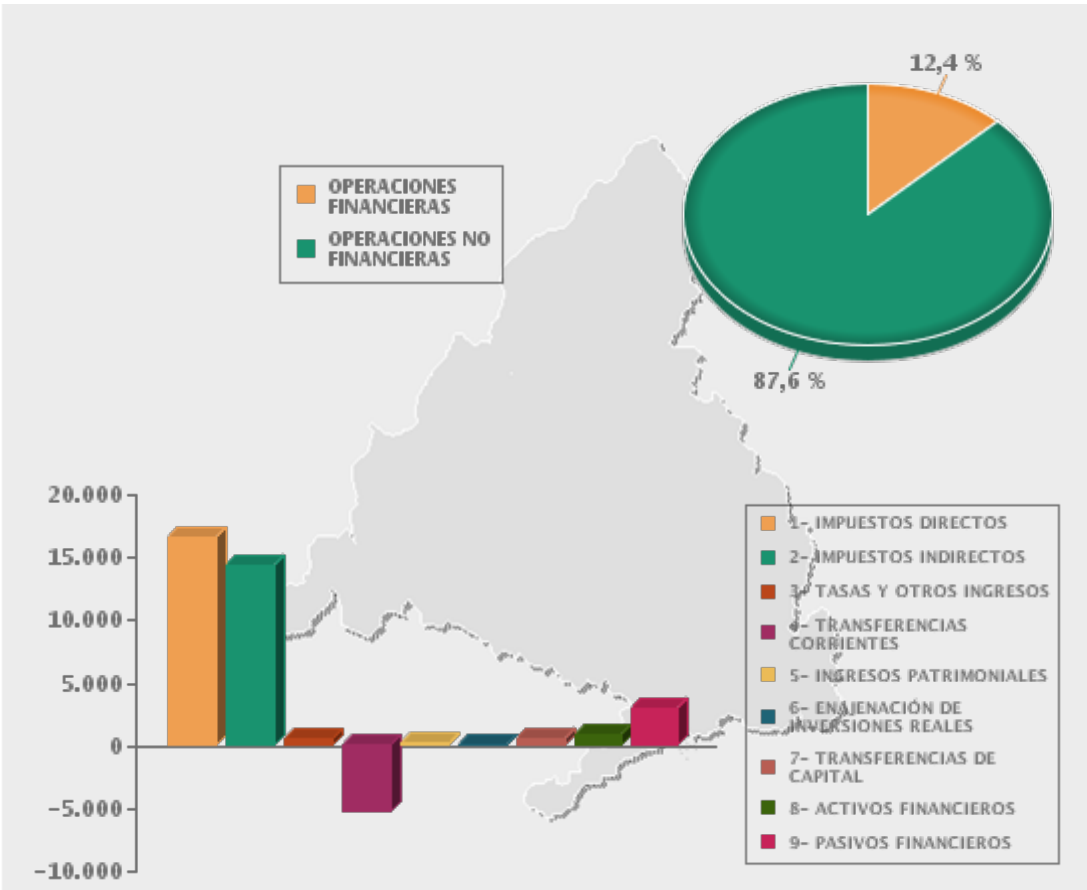 12,4 %
OPERACIONES
FINANCIERAS
OPERACIONES NO
FINANCIERAS
87,6 %
20.000
15.000
10.000
5.000
0
-5.000
-10.000
1- IMPUESTOS DIRECTOS
2- IMPUESTOS INDIRECTOS
3- TASAS Y OTROS INGRESOS
4- TRANSFERENCIAS
CORRIENTES
5- INGRESOS PATRIMONIALES
6- ENAJENACIÓN DE
INVERSIONES REALES
7- TRANSFERENCIAS DE
CAPITAL
8- ACTIVOS FINANCIEROS
9- PASIVOS FINANCIEROS